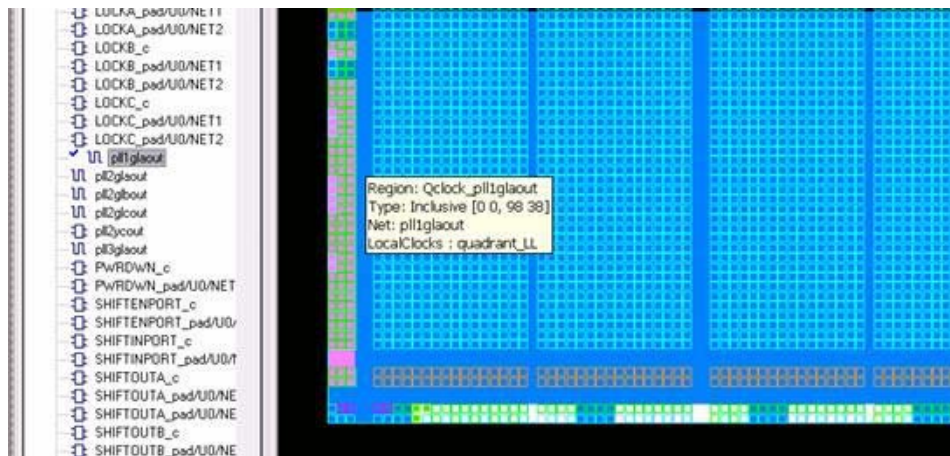 LOCKA_pad/U0/NET1
LOCKA_pad/U0/NET2
LOCKB_c
LOCKB_pad/U0/NET1
LOCKB_pad/U0/NET2
LOCKC_c
LOCKC_pad/U0/NET1
LOCKC_pad/U0/NET2
pll1glaout
pll2glaout
pll2glbout
pll2glcout
pll2ycout
pll3glaout
PWRDWN_c
PWRDWN_pad/U0/NET
SHIFTENPORT_c
SHIFTENPORT_pad/U0/
SHIFTINPORT_c
SHIFTINPORT_pad/U0/1
SHIFTOUTA_c
SHIFTOUTA_pad/U0/NE
SHIFTOUTA_pad/U0/NE
SHIFTOUTB_c
SHIFTOUTB_pad/U0/NE
Region: Qclock_pll1glaout
Type: Inclusive [0 0, 98 38]
Net: pll1glaout
LocalClocks : quadrant_LL